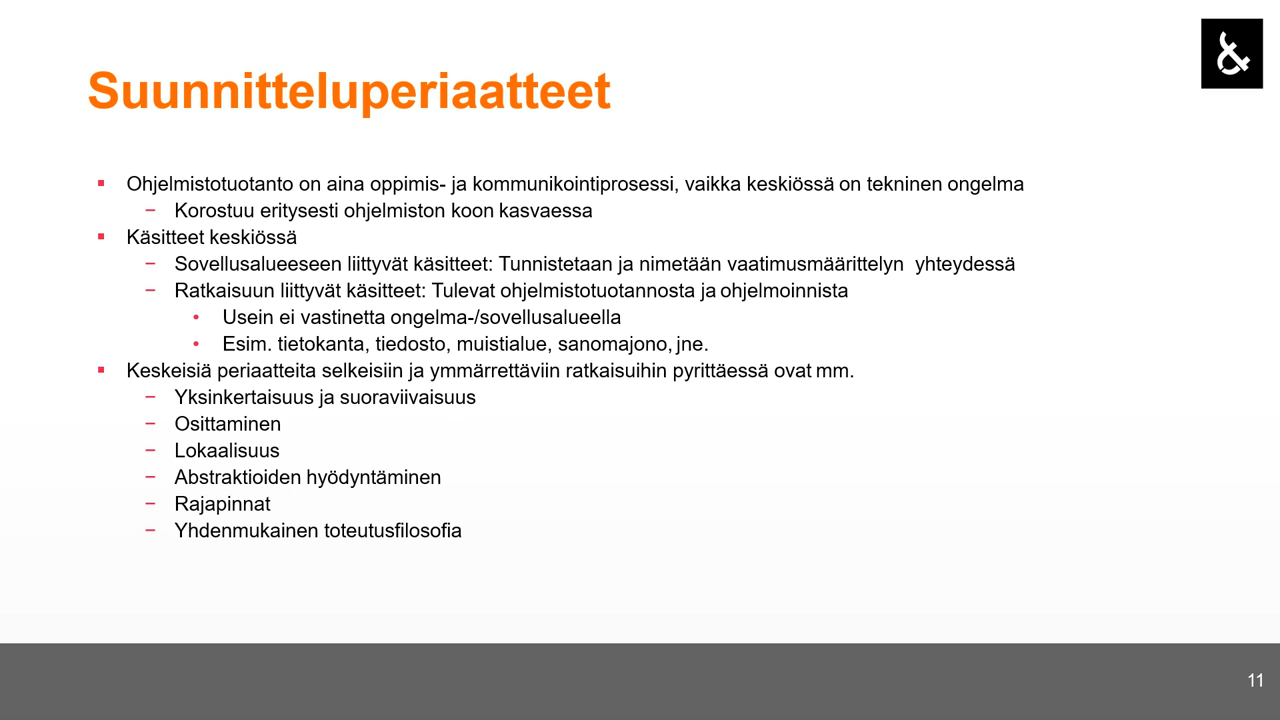 &
Suunnitteluperiaatteet
▪ Ohjelmistotuotanto on aina oppimis- ja kommunikointiprosessi, vaikka keskiössä on tekninen ongelma
− Korostuu eritysesti ohjelmiston koon kasvaessa
▪ Käsitteet keskiössä
− Sovellusalueeseen liittyvät käsitteet: Tunnistetaan ja nimetään vaatimusmäärittelyn yhteydessä
− Ratkaisuun liittyvät käsitteet: Tulevat ohjelmistotuotannosta ja ohjelmoinnista
• Usein ei vastinetta ongelma-/sovellusalueella
• Esim. tietokanta, tiedosto, muistialue, sanomajono, jne.
▪ Keskeisiä periaatteita selkeisiin ja ymmärrettäviin ratkaisuihin pyrittäessä ovat mm.
− Yksinkertaisuus ja suoraviivaisuus
− Osittaminen
− Lokaalisuus
− Abstraktioiden hyödyntäminen
− Rajapinnat
− Yhdenmukainen toteutusfilosofia
11